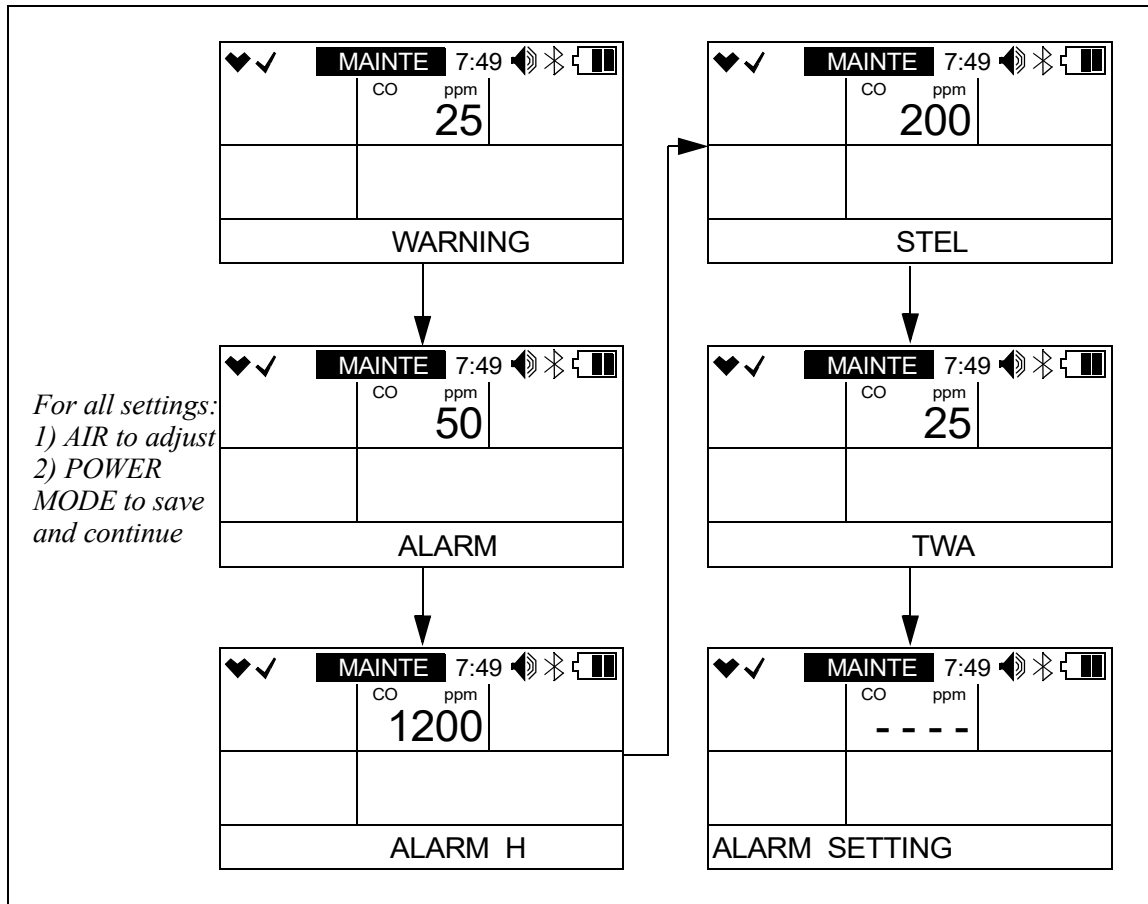 MAINTE 7:49
CO ppm
25
WARNING
For all settings:
1) AIR to adjust
2) POWER
MODE to save
and continue
MAINTE 7:49
CO ppm
50
ALARM
MAINTE 7:49
CO ppm
1200
ALARM H
MAINTE 7:49
CO ppm
200
STEL
MAINTE 7:49
CO ppm
25
TWA
MAINTE 7:49
CO ppm
- - - -
ALARM SETTING